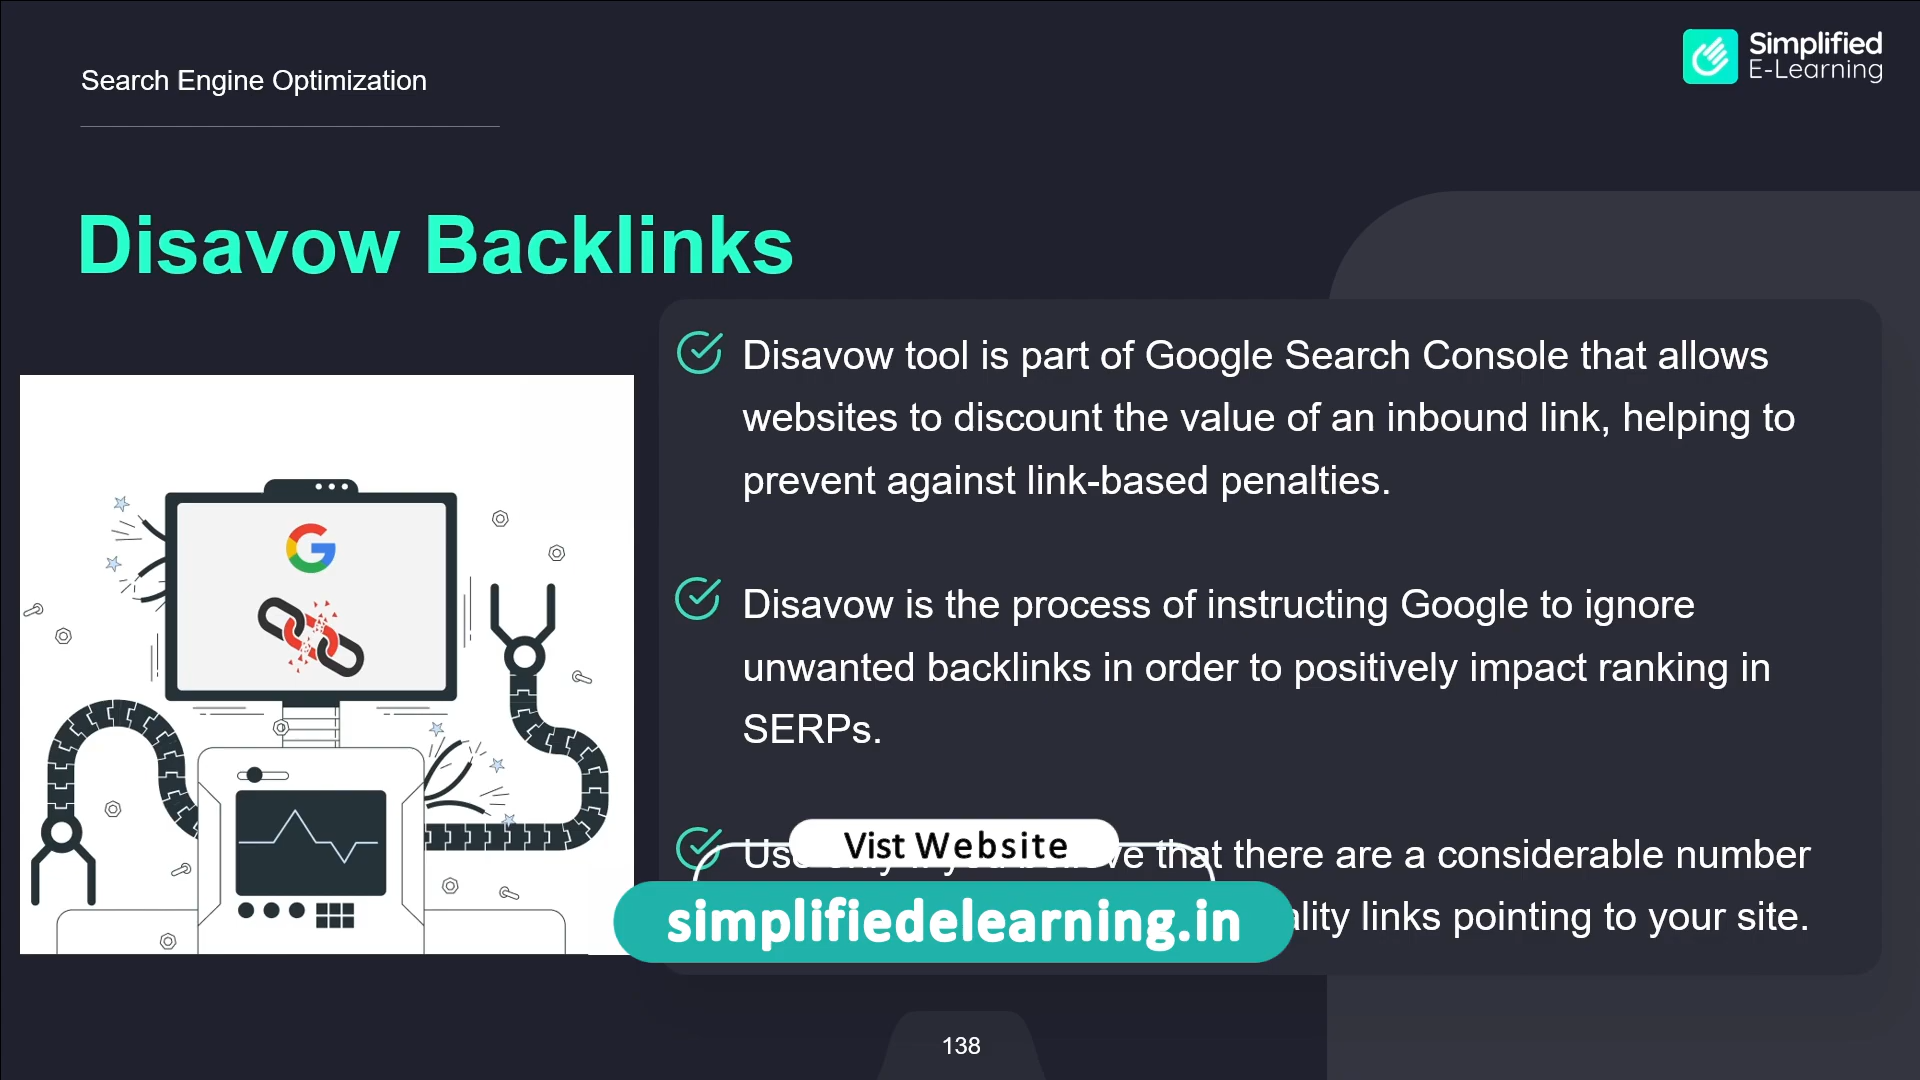 Simplified
E-Learning
Search Engine Optimization
Disavow Backlinks
Disavow tool is part of Google Search Console that allows
websites to discount the value of an inbound link, helping to
prevent against link-based penalties.
Disavow is the process of instructing Google to ignore
unwanted backlinks in order to positively impact ranking in
SERPs.
that there are a considerable number
links pointing to your site.
Vist Website
simplifiedelearning.in
138